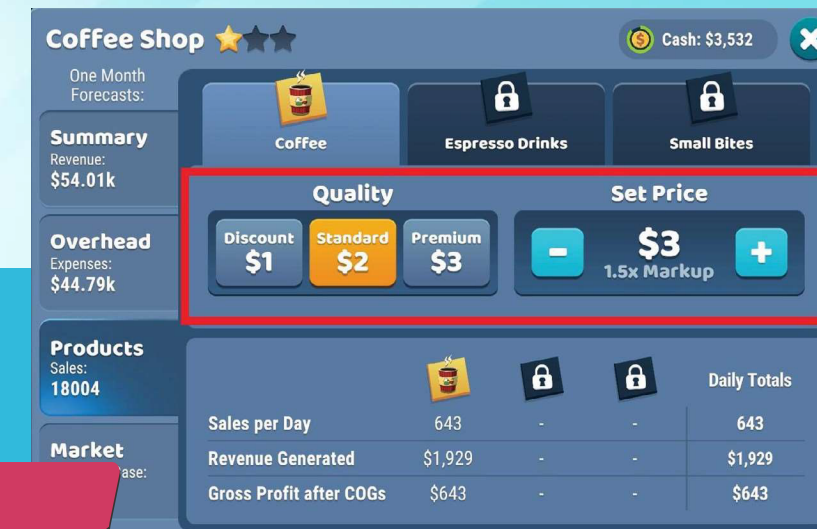 Coffee Shop
Cash: $3,532
One Month
Forecasts:
Summary
Revenue:
$54.01k
Overhead
Expenses:
$44.79k
Products
Sales:
18004
Market
ase:
Coffee
Espresso Drinks
Small Bites
Quality
Set Price
Discount
$1
Standard
$2
Premium
$3
-
$3
+
1.5x Markup
Daily Totals
Sales per Day 643 - - 643
Revenue Generated $1,929 - - $1,929
Gross Profit after COGs $643 - - $643